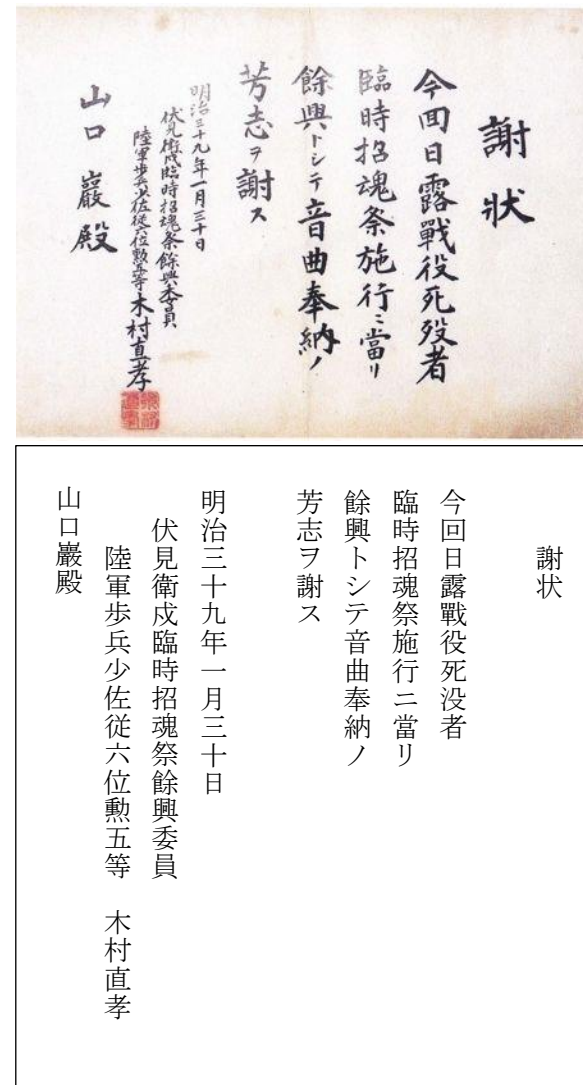 謝狀
今回日露戰役死歿者
臨時招魂祭施行ニ當リ
餘興トシテ音曲奉納ノ
芳志ヲ謝ス
明治三十九年一月三十日
伏見衛戍臨時招魂祭餘興委員
陸軍歩兵少佐従六位勲五等木村直孝
山口巖殿
謝状
今回日露戰役死没者
臨時招魂祭施行ニ當リ
餘興トシテ音曲奉納ノ
芳志ヲ謝ス
明治三十九年一月三十日
伏見衛戍臨時招魂祭餘興委員
陸軍歩兵少佐従六位勲五等　木村直孝
山口巖殿